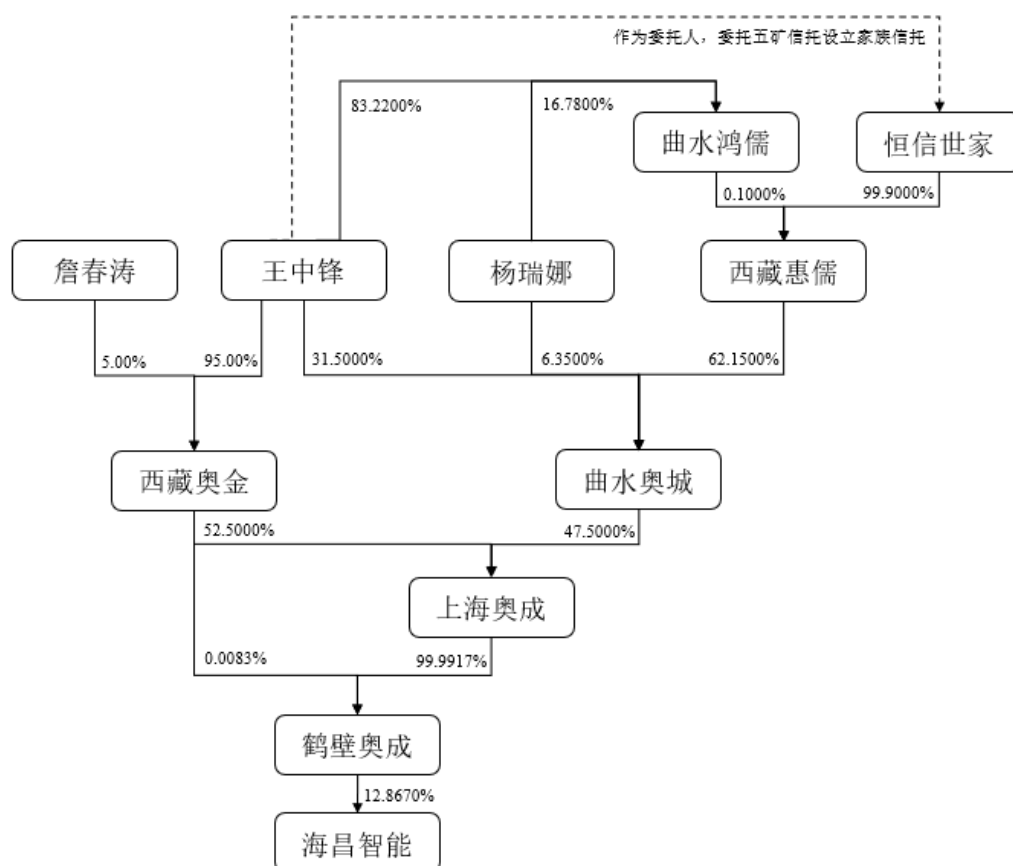 作为委托人，委托五矿信托设立家族信托
83.2200%
16.7800%
曲水鸿儒
恒信世家
0.1000%
99.9000%
詹春涛
王中锋
杨瑞娜
西藏惠儒
5.00%
95.00%
31.5000%
6.3500%
62.1500%
西藏奥金
曲水奥城
52.5000%
47.5000%
上海奥成
0.0083%
99.9917%
鹤壁奥成
12.8670%
海昌智能